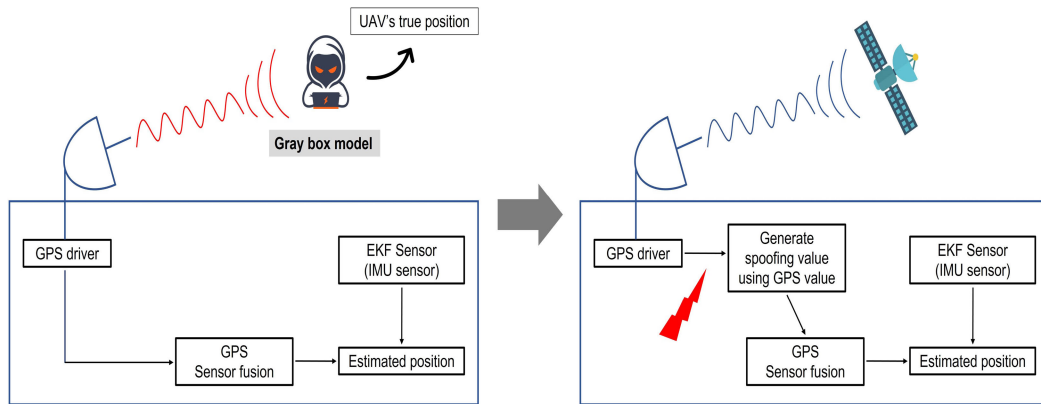 UAV's true position
Gray box model
GPS driver
EKF Sensor
(IMU sensor)
GPS
Sensor fusion
Estimated position
GPS driver
Generate
spoofing value
using GPS value
EKF Sensor
(IMU sensor)
GPS
Sensor fusion
Estimated position